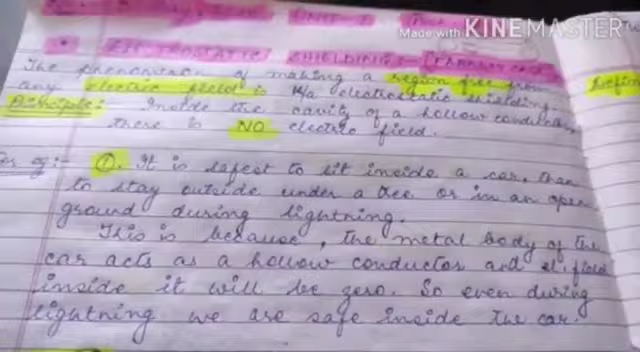 Made with KINEMASTER
UNIT - I
* ELECTROSTATIC SHIELDING :-
The phenomenon of making a region free from
any electric field is k/a electrostatic shielding.
Principle: Inside the cavity of a hollow conductor,
there is NO electric field.
For eg:- ①. It is safest to sit inside a car, than
to stay outside under a tree or in an open
ground during lightning.
This is because, the metal body of the
car acts as a hollow conductor and el. field
inside it will be zero. So even during
lightning we are safe inside the car.